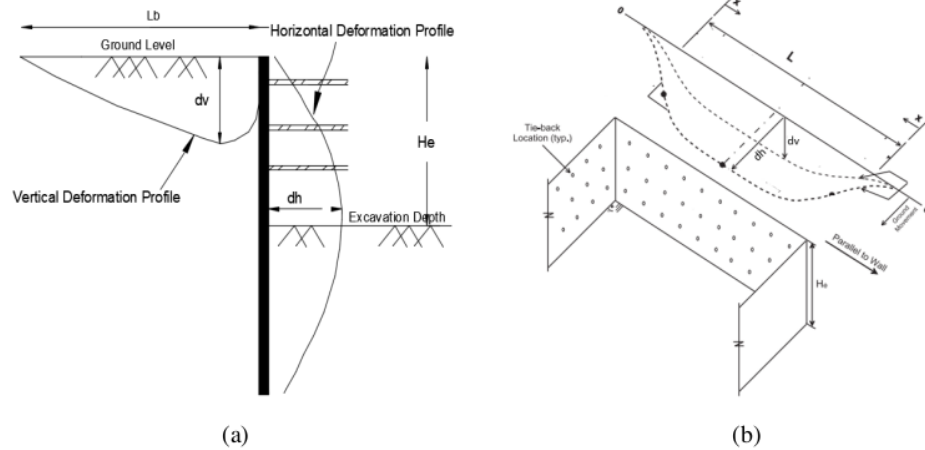 Lb
Ground Level
Horizontal Deformation Profile
dv
He
Vertical Deformation Profile
dh
Excavation Depth
(a)
o
x
L
Tie-back
Location (typ.)
dh
dv
x
Ground
Movement
Parallel to Wall
He
(b)